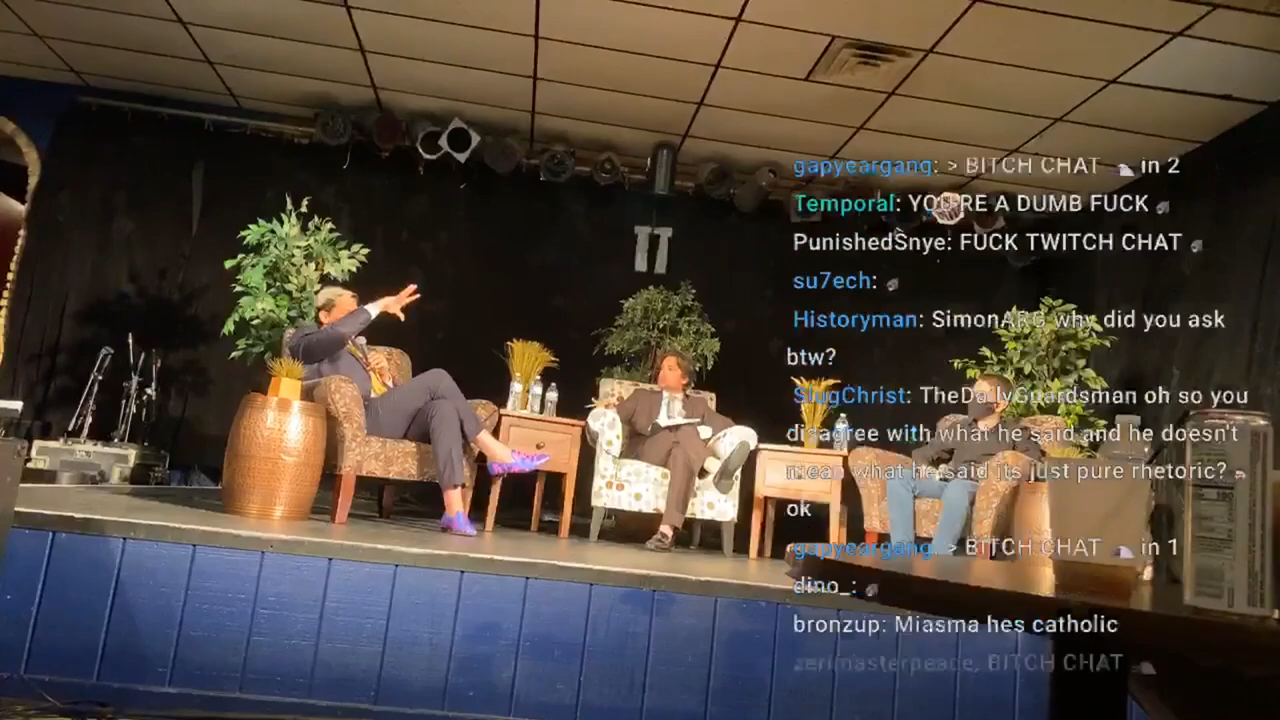 gapyeargang: > BITCH CHAT in 2
Temporal: YOU'RE A DUMB FUCK
PunishedSnye: FUCK TWITCH CHAT
TT
su7ech:
Historyman: SimonARG why did you ask
btw?
SlugChrist: TheDailyGuardsman oh so you
disagree with what he said and he doesn't
mean what he said its just pure rhetoric?
ok
gapyeargang: > BITCH CHAT in 1
dino_:
bronzup: Miasma hes catholic
zerimasterpeace, BITCH CHAT